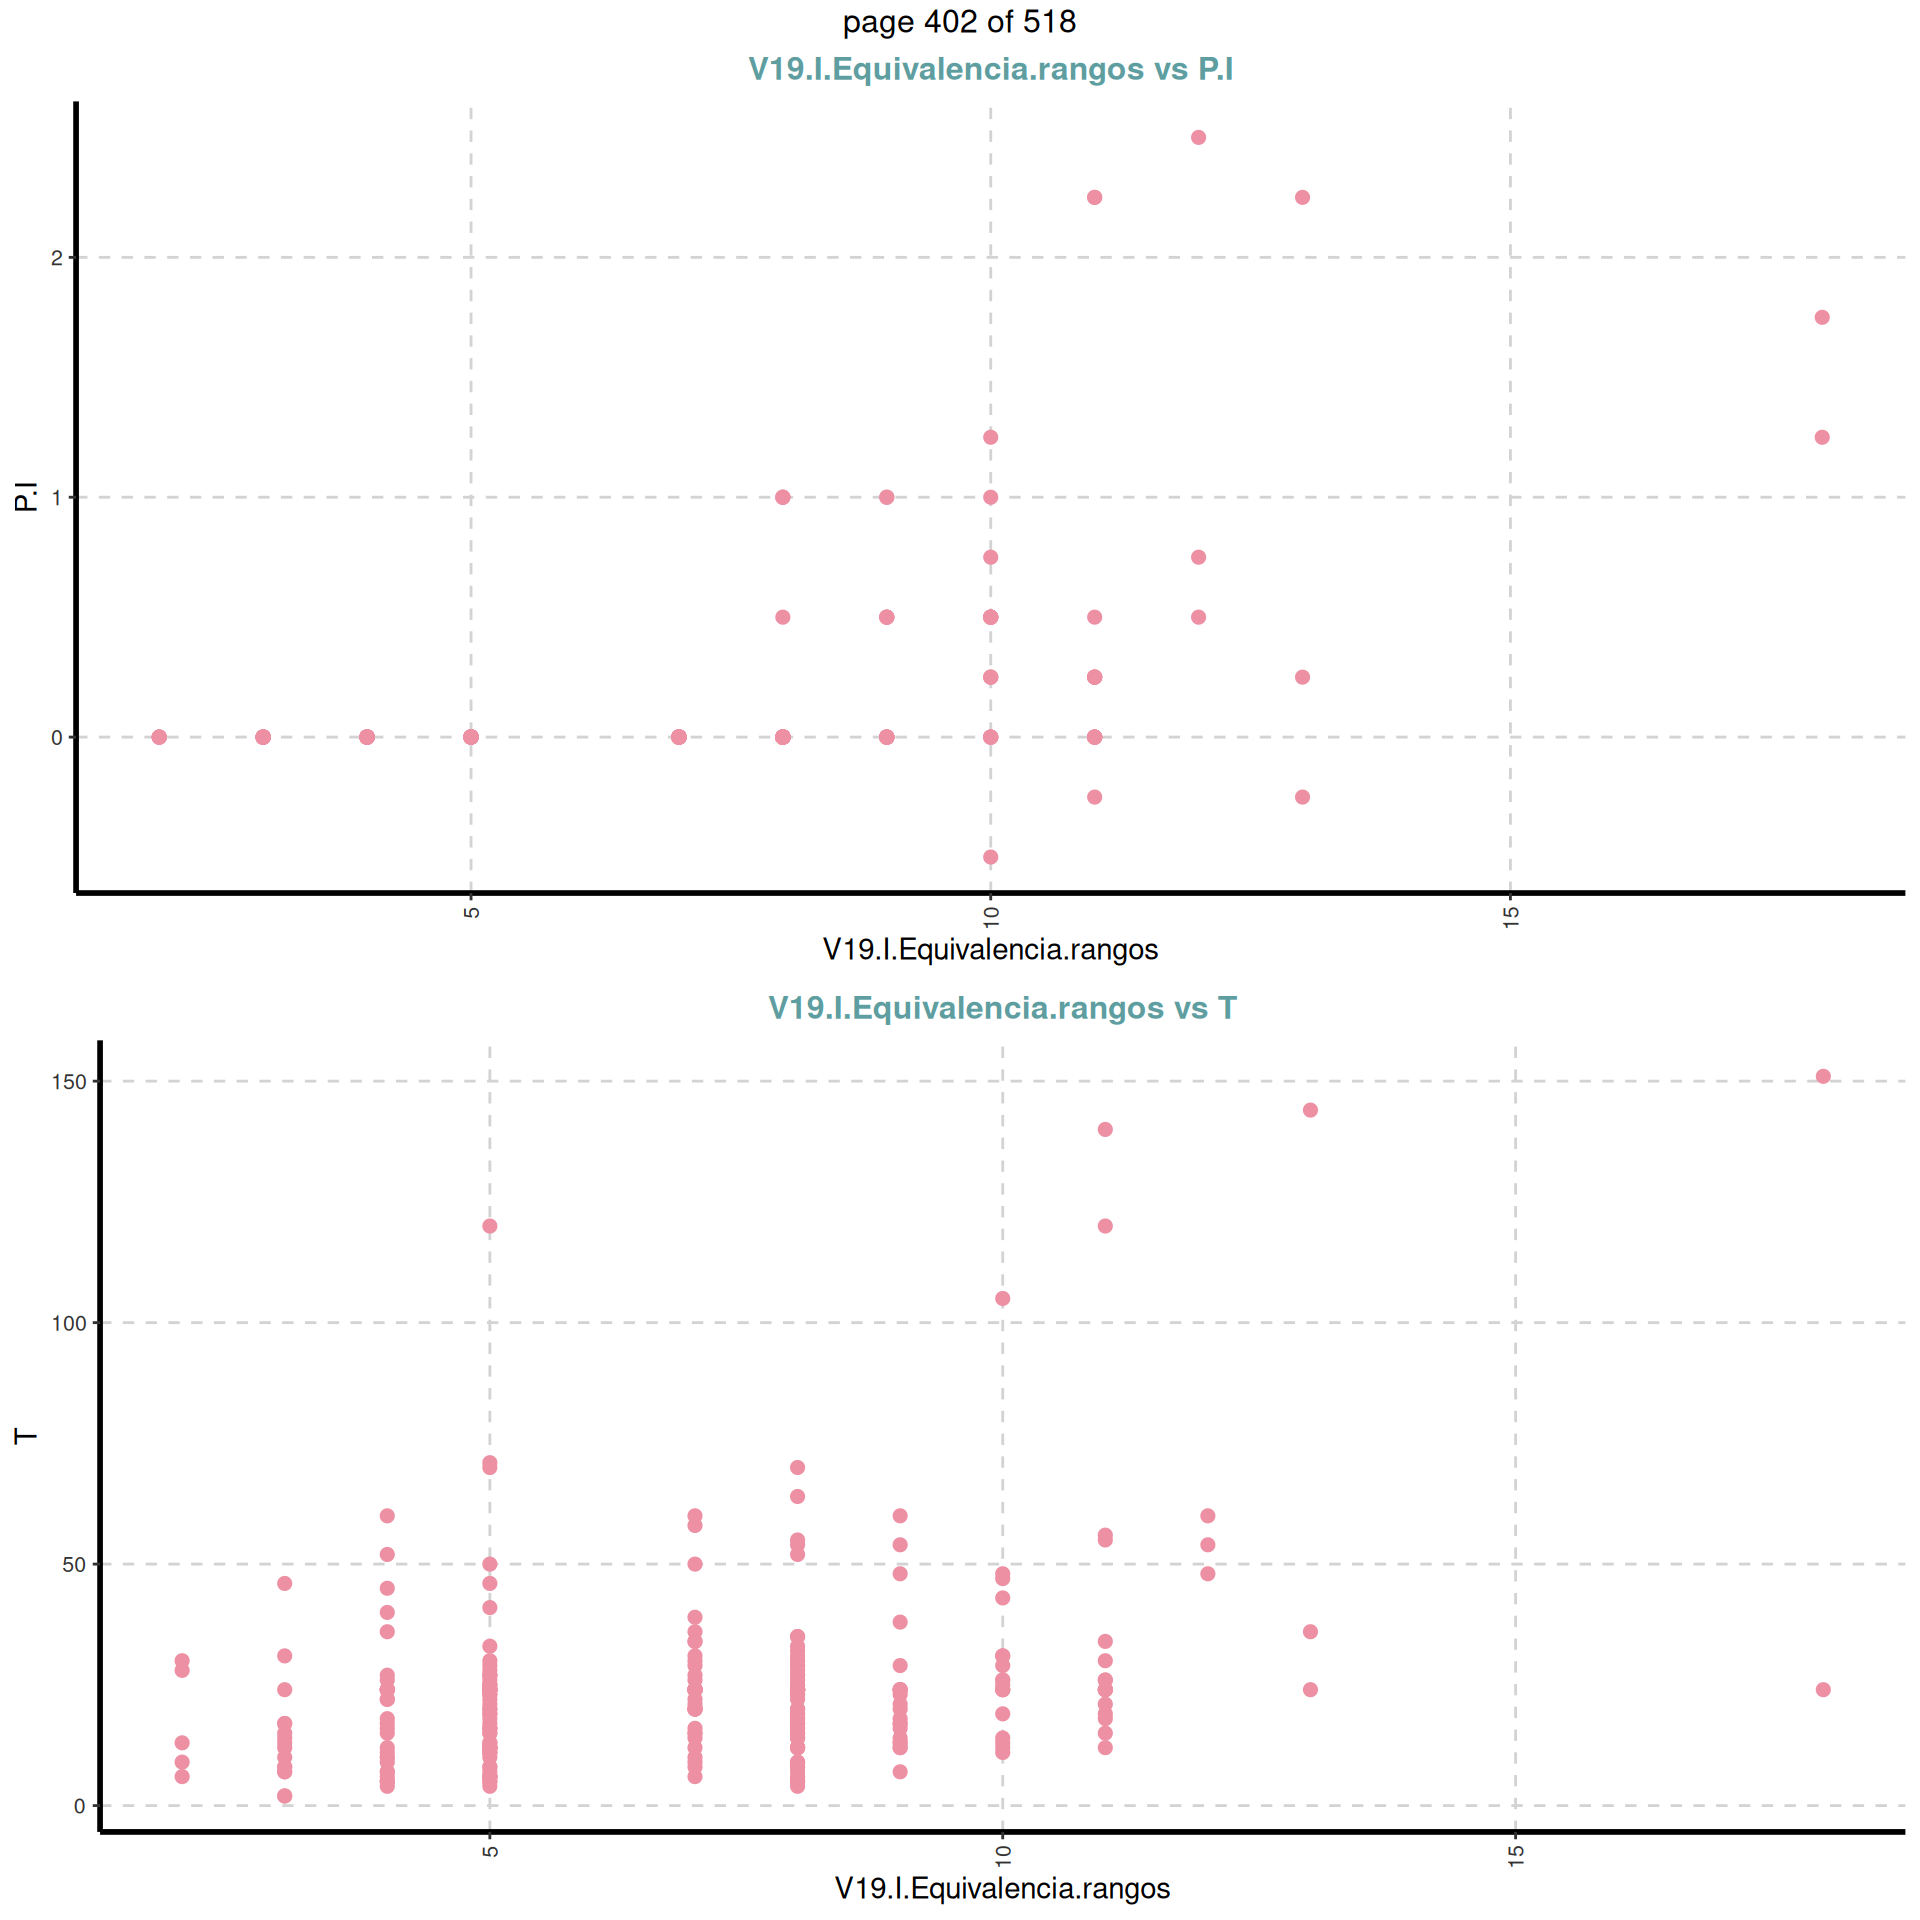 page 402 of 518
V19.I.Equivalencia.rangos vs P.I
2
1
0
P.I
5
10
15
V19.I.Equivalencia.rangos
V19.I.Equivalencia.rangos vs T
150
100
50
0
T
5
10
15
V19.I.Equivalencia.rangos